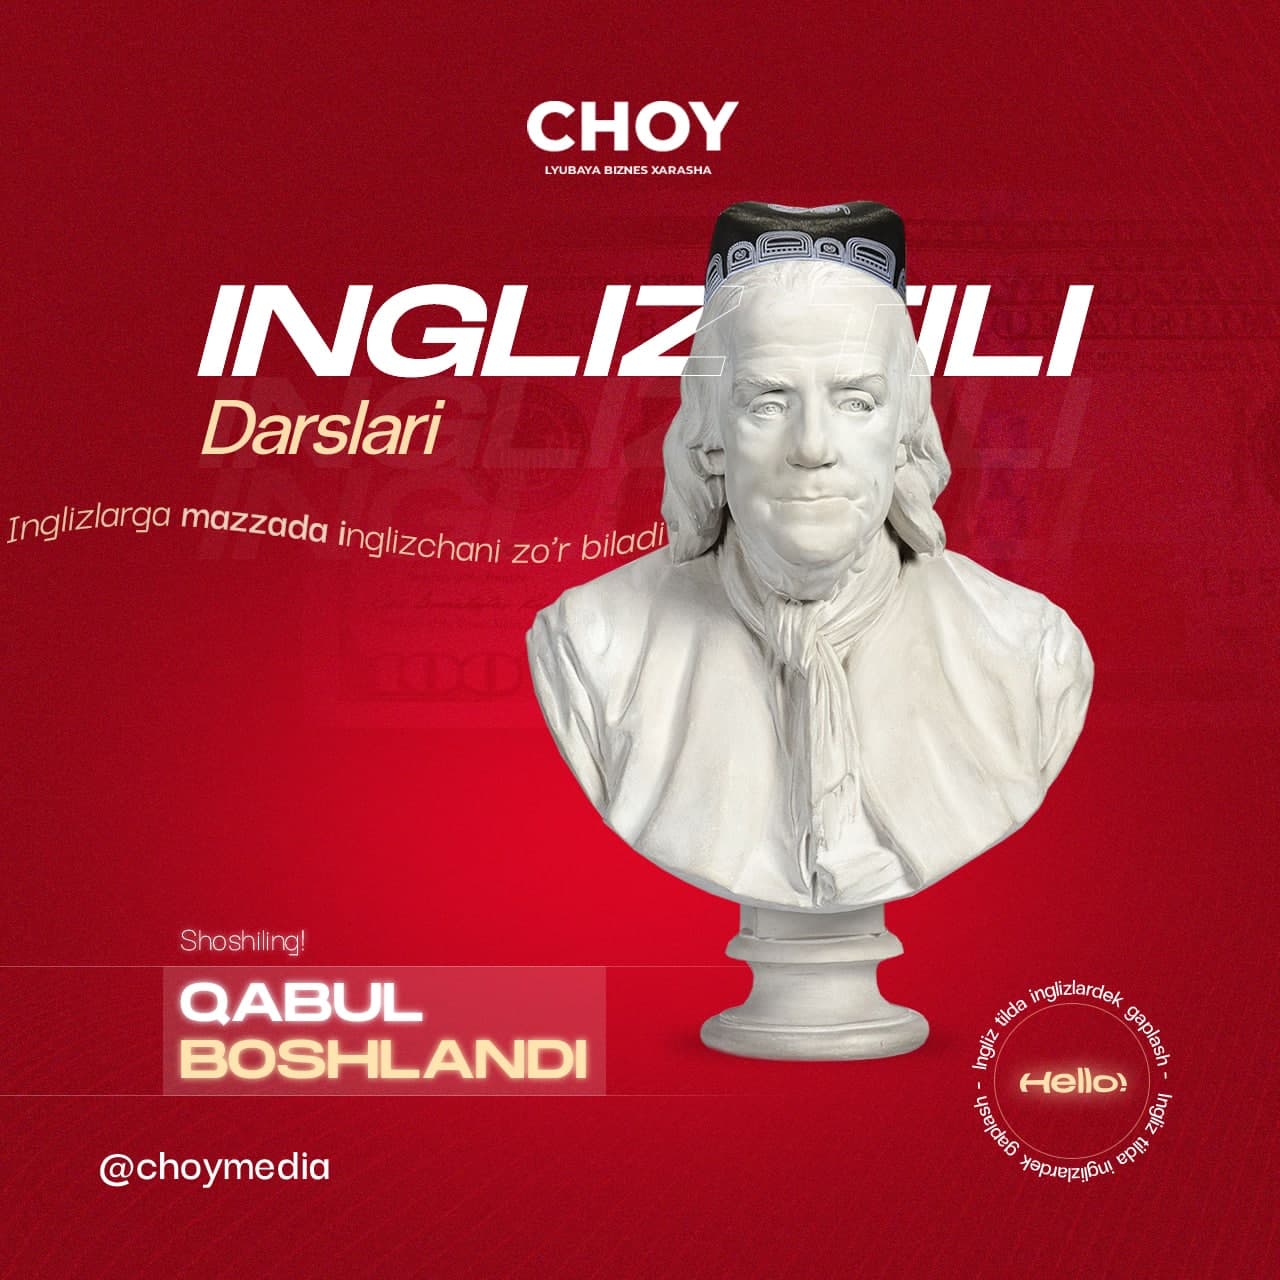 CHOY
LYUBAYA BIZNES XARASHA
INGLIZ TILI
Darslari
Inglizlarga mazzada inglizchani zo'r biladi
100
Shoshiling!
QABUL
BOSHLANDI
@choymedia
Hello!
Ingliz tilda inglizlardek gaplash - Ingliz tilda inglizlardek gaplash -